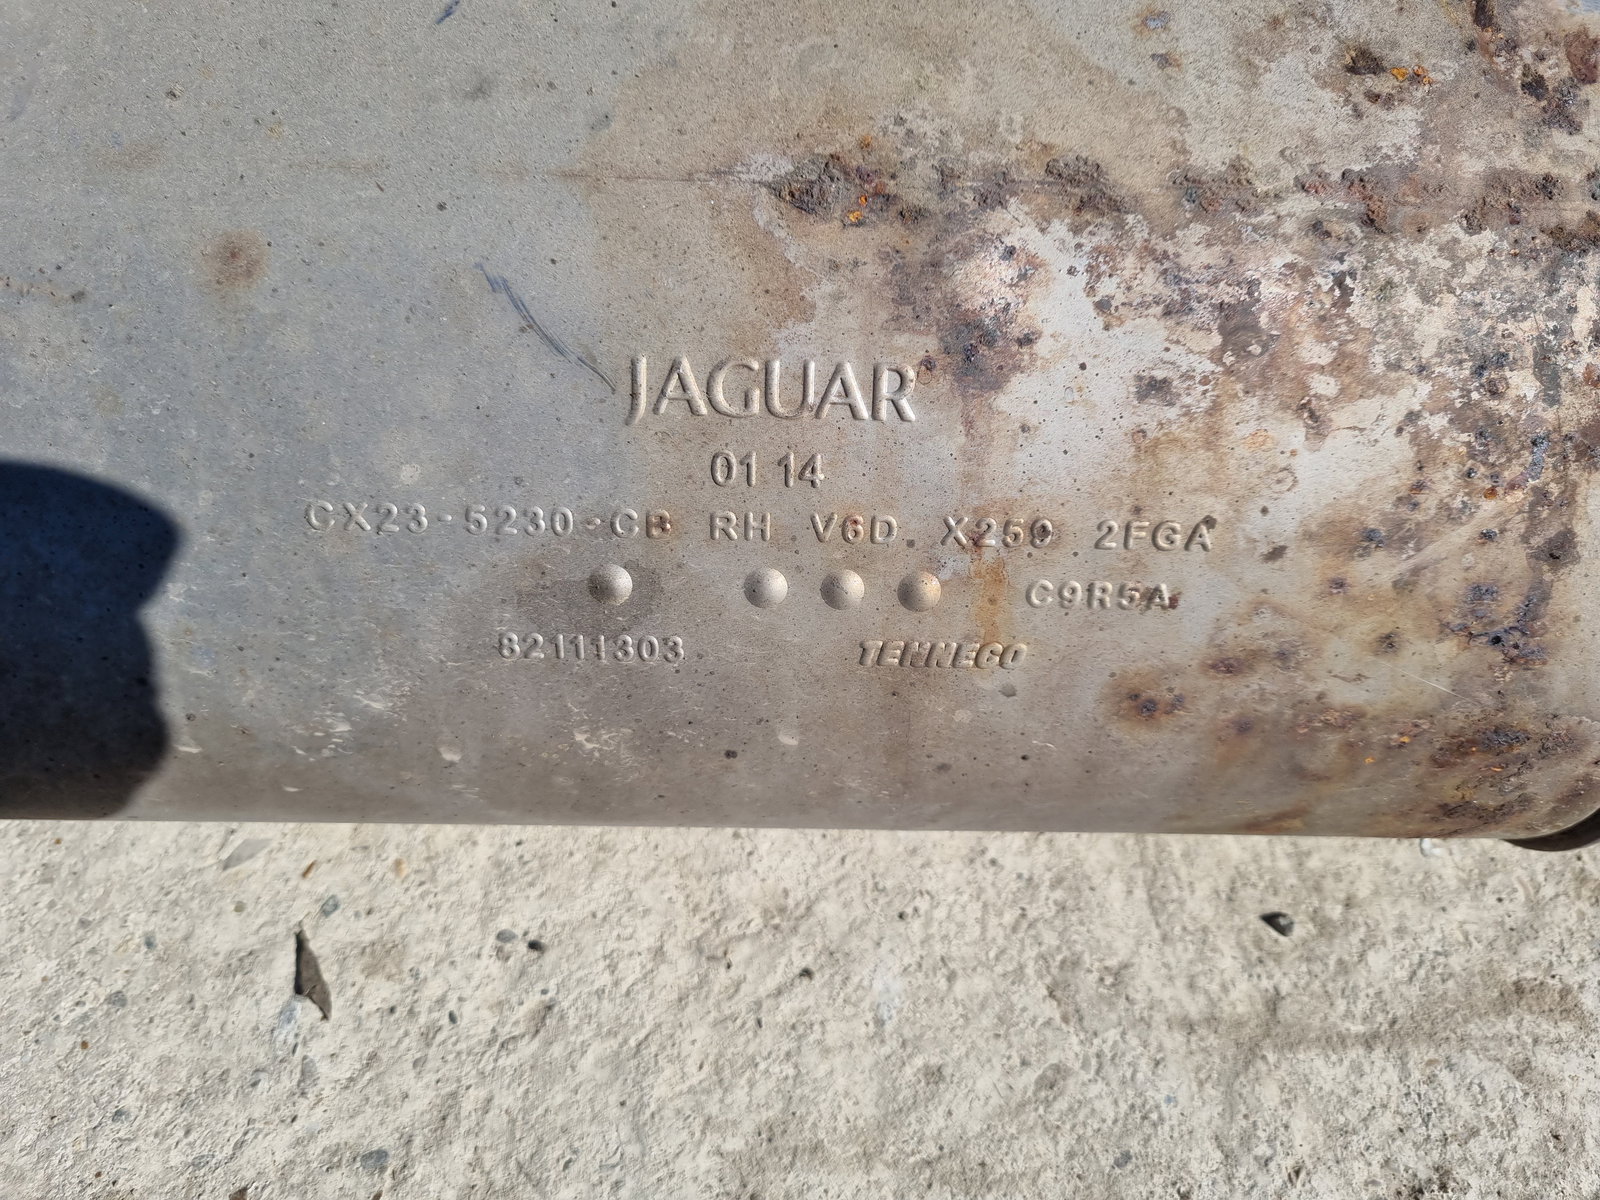 JAGUAR
01 14
CX23-5230-CB RH V6D X250 2FGA
C9R5A
82111303 TENNECO